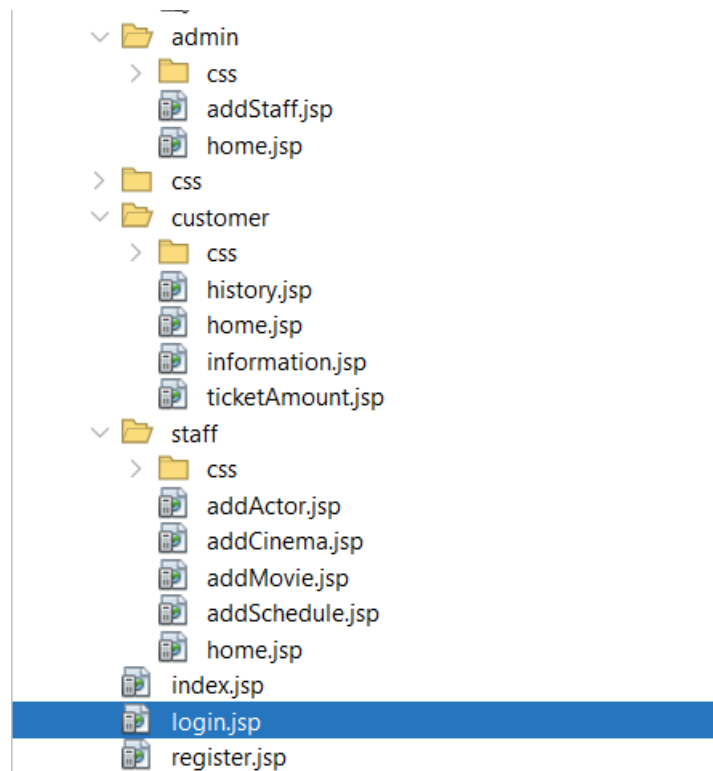 admin
css
addStaff.jsp
home.jsp
css
customer
css
history.jsp
home.jsp
information.jsp
ticketAmount.jsp
staff
css
addActor.jsp
addCinema.jsp
addMovie.jsp
addSchedule.jsp
home.jsp
index.jsp
login.jsp
register.jsp